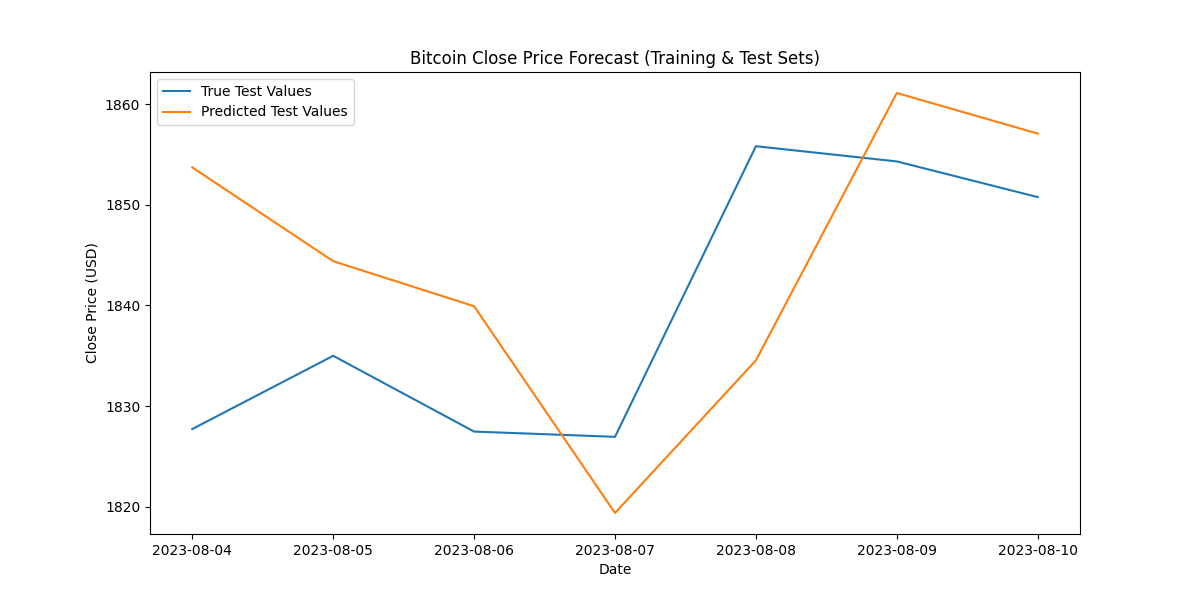 Bitcoin Close Price Forecast (Training & Test Sets)
True Test Values
Predicted Test Values
Close Price (USD)
1860
1850
1840
1830
1820
2023-08-04 2023-08-05 2023-08-06 2023-08-07 2023-08-08 2023-08-09 2023-08-10
Date